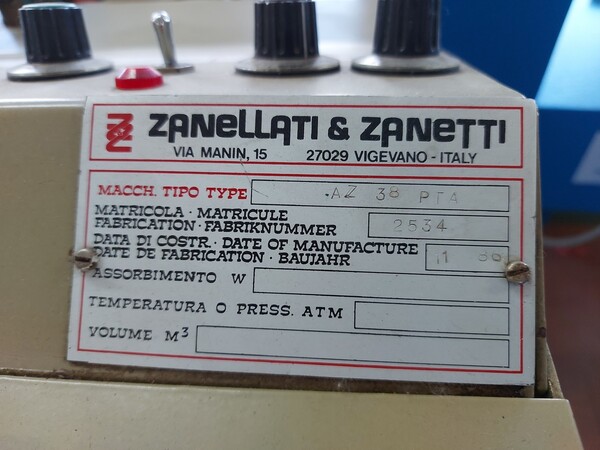 ZANELLATI & ZANETTI
VIA MANIN, 15 27029 VIGEVANO - ITALY
MACCH. TIPO TYPE AZ 38 PTA
MATRICOLA · MATRICULE
FABRICATION · FABRIKNUMMER 2534
DATA DI COSTR. · DATE OF MANUFACTURE
DATE DE FABRICATION · BAUJAHR
ASSORBIMENTO W
TEMPERATURA O PRESS. ATM
VOLUME M³